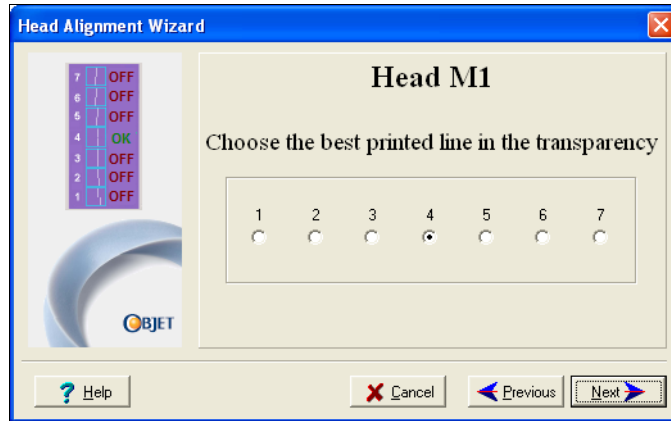 Head Alignment Wizard
7 OFF
6 OFF
5 OFF
4 OK
3 OFF
2 OFF
1 OFF
OBJET
Head M1
Choose the best printed line in the transparency
1 2 3 4 5 6 7
? Help
Cancel
Previous
Next